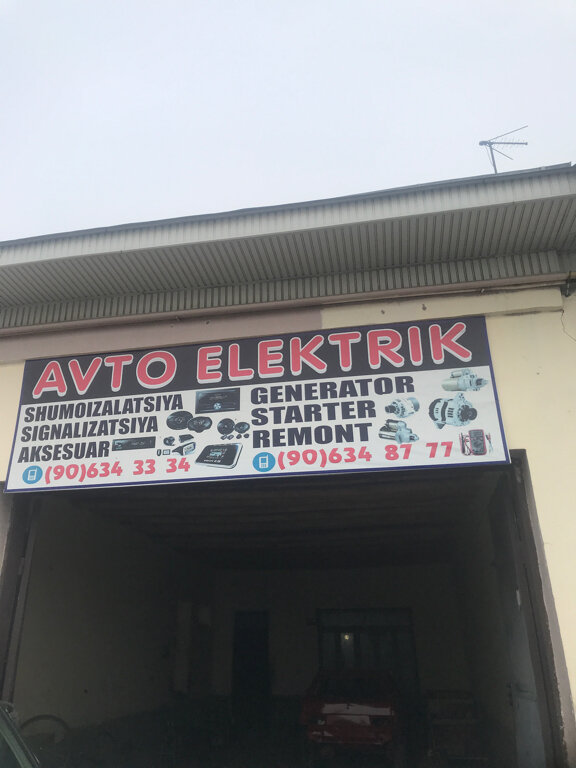 AVTO ELEKTRIK
SHUMOIZALATSIYA
SIGNALIZATSIYA
AKSESUAR
(90)634 33 34
GENERATOR
STARTER
REMONT
(90)634 87 77